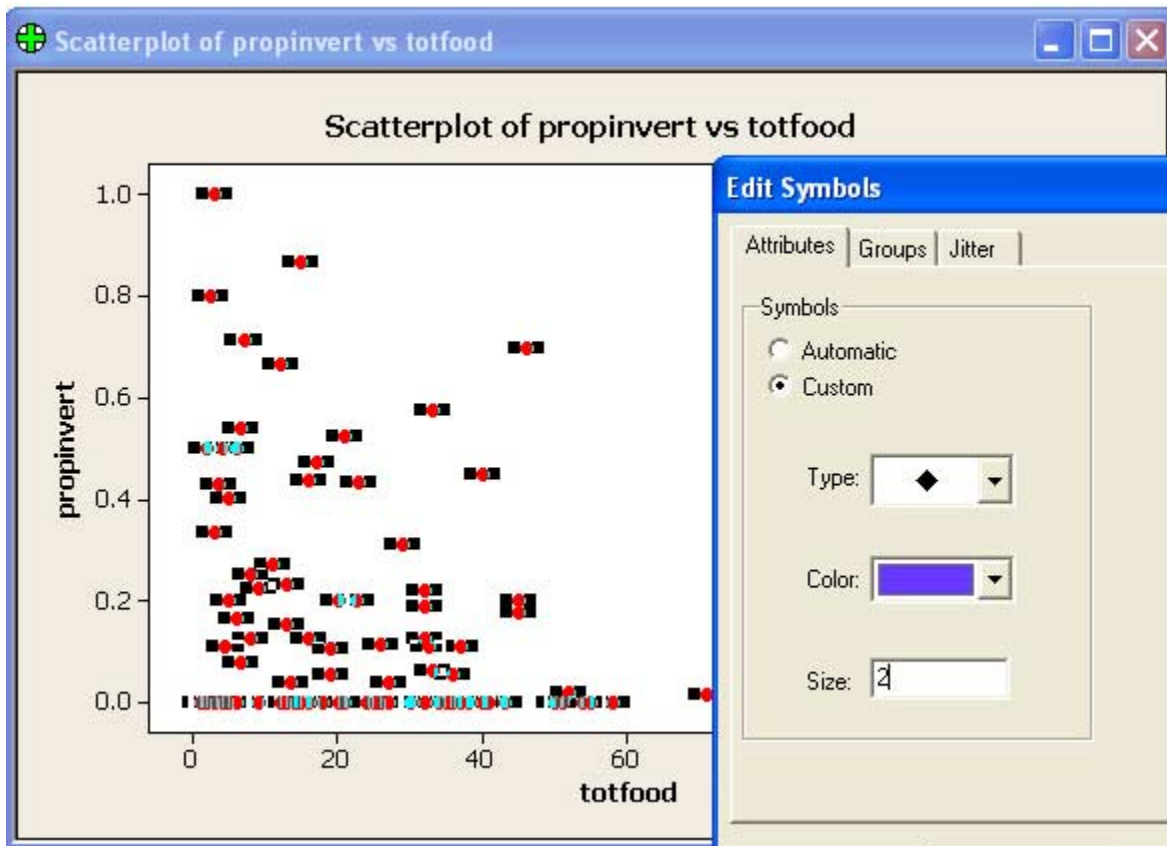 Scatterplot of propinvert vs totfood
Scatterplot of propinvert vs totfood
1.0
0.8
0.6
0.4
0.2
0.0
propinvert
0
20
40
60
totfood
Edit Symbols
Attributes
Groups
Jitter
Symbols
Automatic
Custom
Type:
Color:
Size: 2